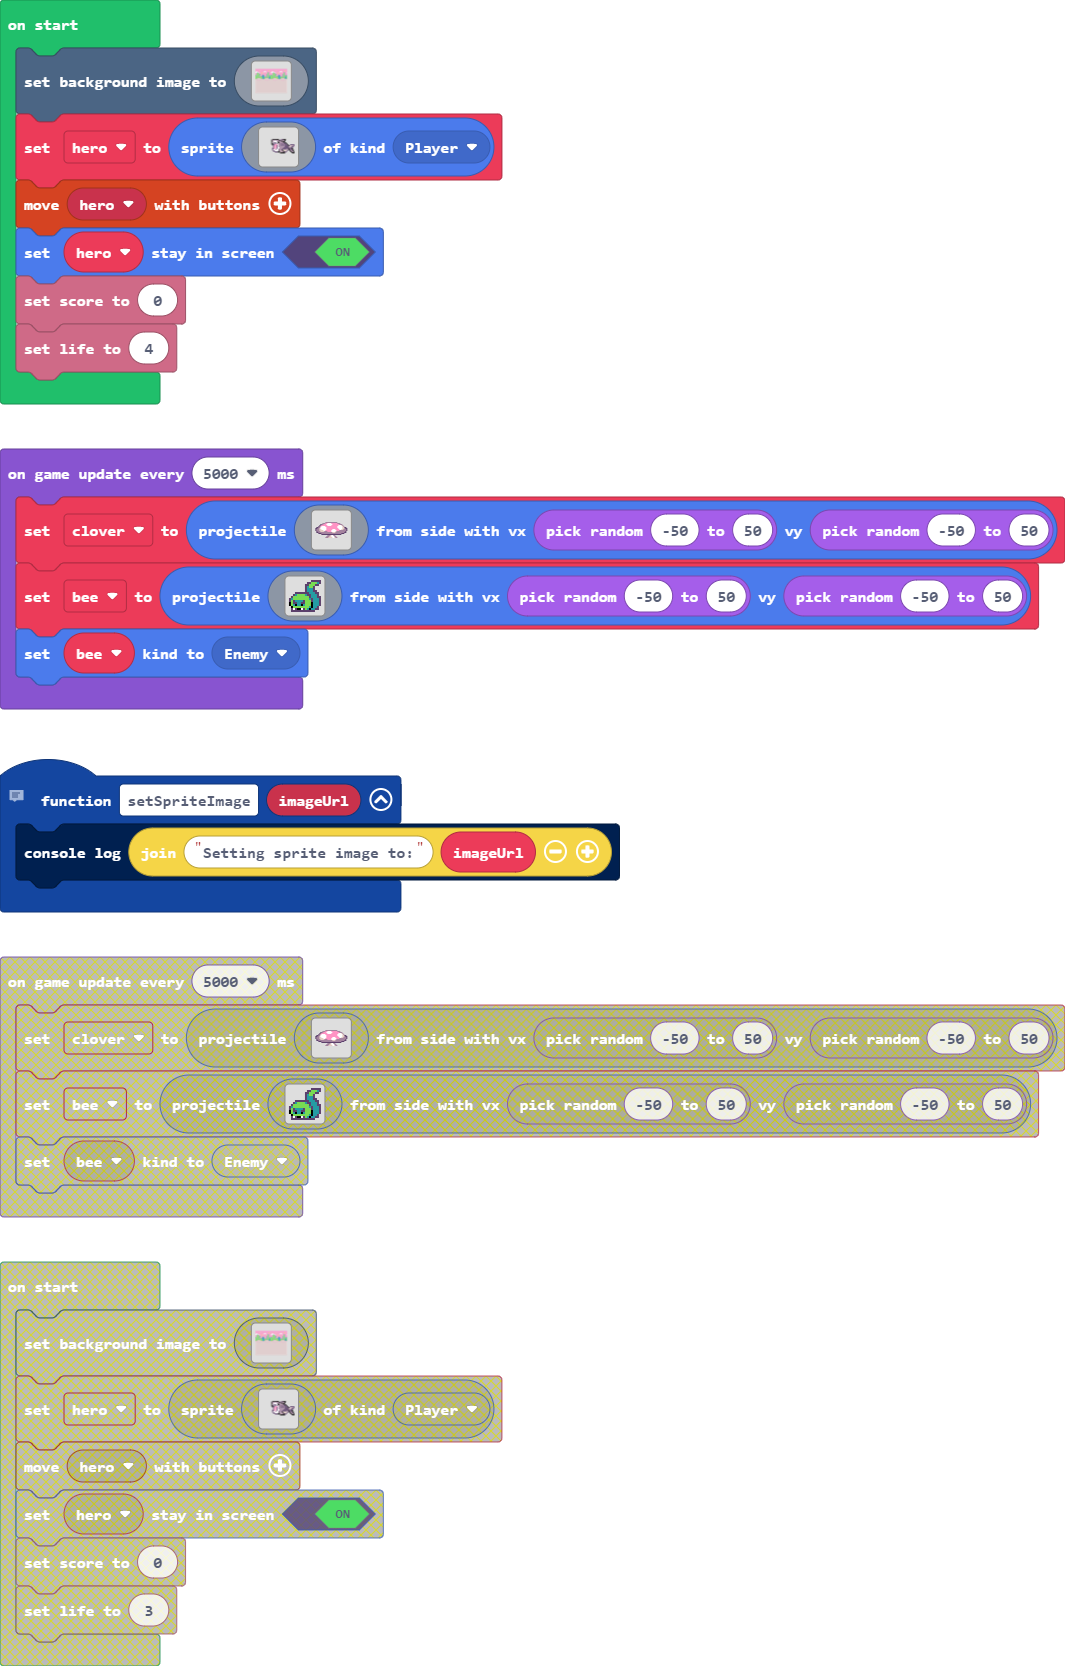 on start
set background image to
set hero to sprite of kind Player
move hero with buttons
set hero stay in screen ON
set score to 0
set life to 4
on game update every 5000 ms
set clover to projectile from side with vx pick random -50 to 50 vy pick random -50 to 50
set bee to projectile from side with vx pick random -50 to 50 vy pick random -50 to 50
set bee kind to Enemy
function setSpriteImage imageUrl
console log join "Setting sprite image to:" imageUrl
on game update every 5000 ms
set clover to projectile from side with vx pick random -50 to 50 vy pick random -50 to 50
set bee to projectile from side with vx pick random -50 to 50 vy pick random -50 to 50
set bee kind to Enemy
on start
set background image to
set hero to sprite of kind Player
move hero with buttons
set hero stay in screen ON
set score to 0
set life to 3